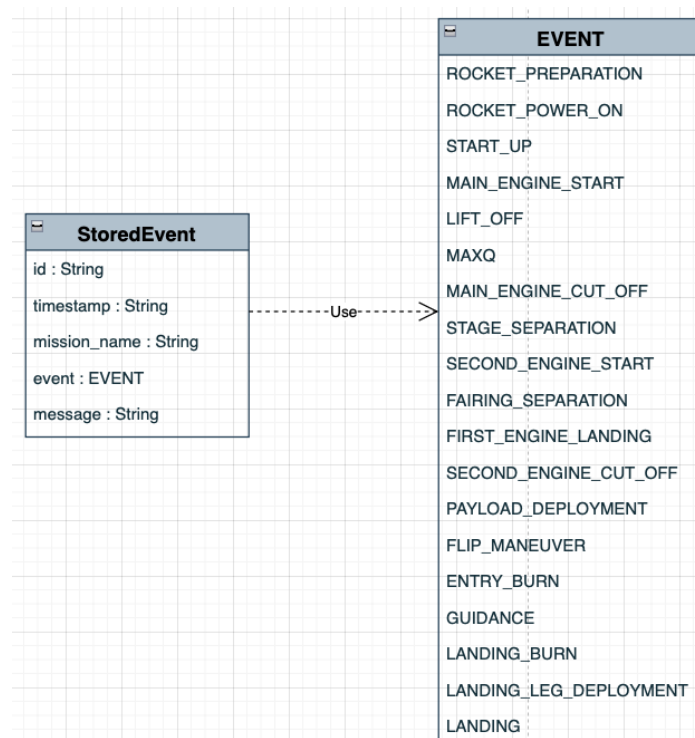 StoredEvent
id : String
timestamp : String
mission_name : String
event : EVENT
message : String
Use
EVENT
ROCKET_PREPARATION
ROCKET_POWER_ON
START_UP
MAIN_ENGINE_START
LIFT_OFF
MAXQ
MAIN_ENGINE_CUT_OFF
STAGE_SEPARATION
SECOND_ENGINE_START
FAIRING_SEPARATION
FIRST_ENGINE_LANDING
SECOND_ENGINE_CUT_OFF
PAYLOAD_DEPLOYMENT
FLIP_MANEUVER
ENTRY_BURN
GUIDANCE
LANDING_BURN
LANDING_LEG_DEPLOYMENT
LANDING